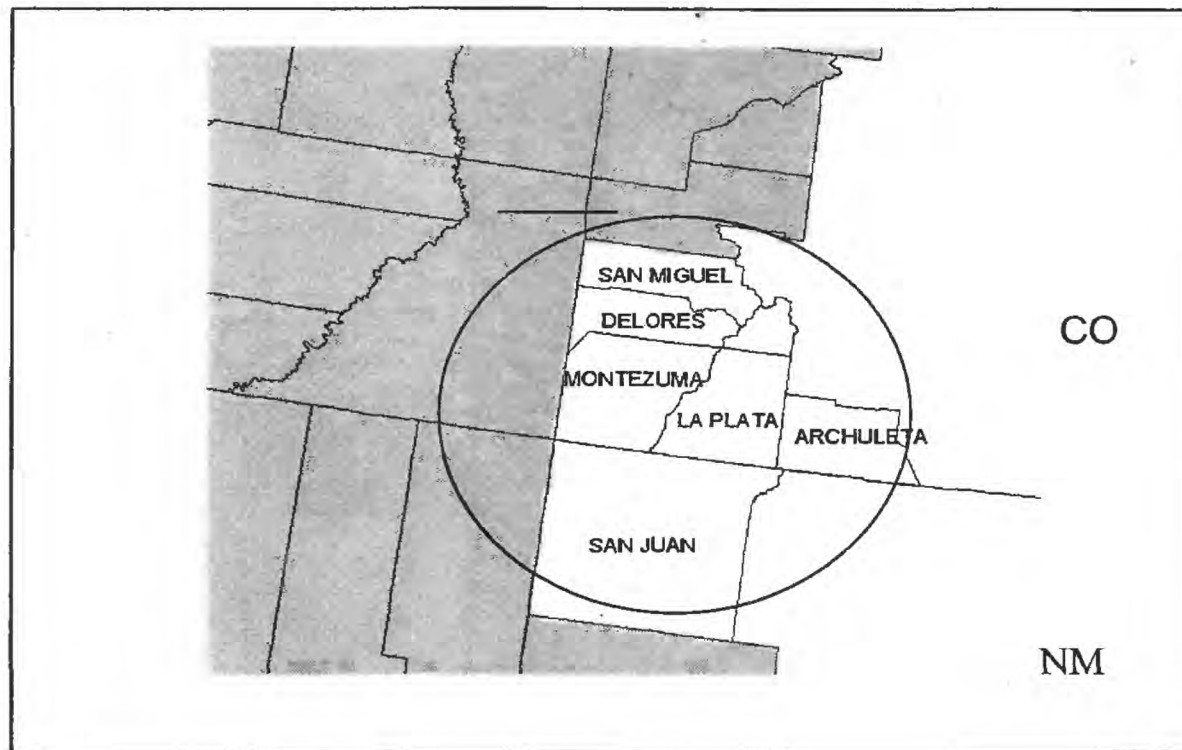 SAN MIGUEL
DELORES
CO
MONTEZUMA
LA PLATA
ARCHULETA
SAN JUAN
NM